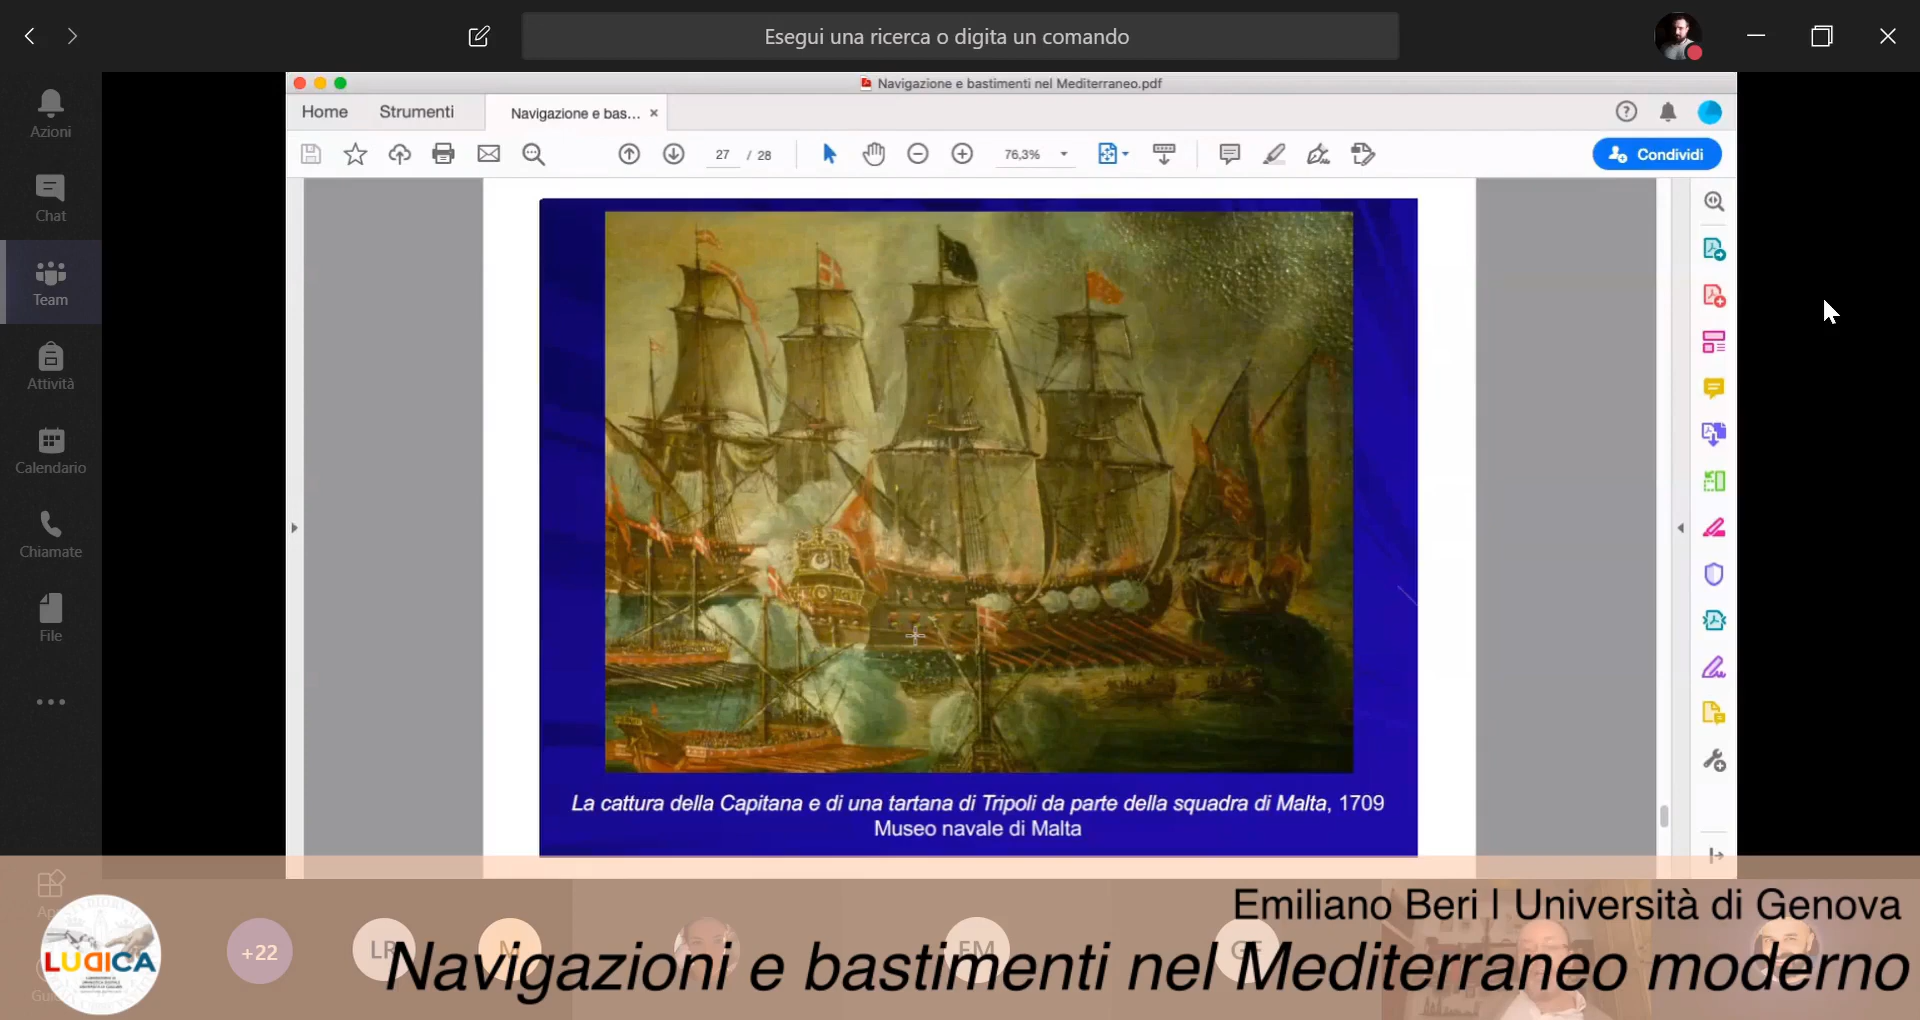 Esegui una ricerca o digita un comando
Azioni
Chat
Team
Attività
Calendario
Chiamate
File
Navigazione e bastimenti nel Mediterraneo.pdf
Home Strumenti Navigazione e bas...
27 / 28
76,3%
Condividi
La cattura della Capitana e di una tartana di Tripoli da parte della squadra di Malta, 1709
Museo navale di Malta
Emiliano Beri | Università di Genova
Navigazioni e bastimenti nel Mediterraneo moderno
LUDICA
+22
LR
M
EM